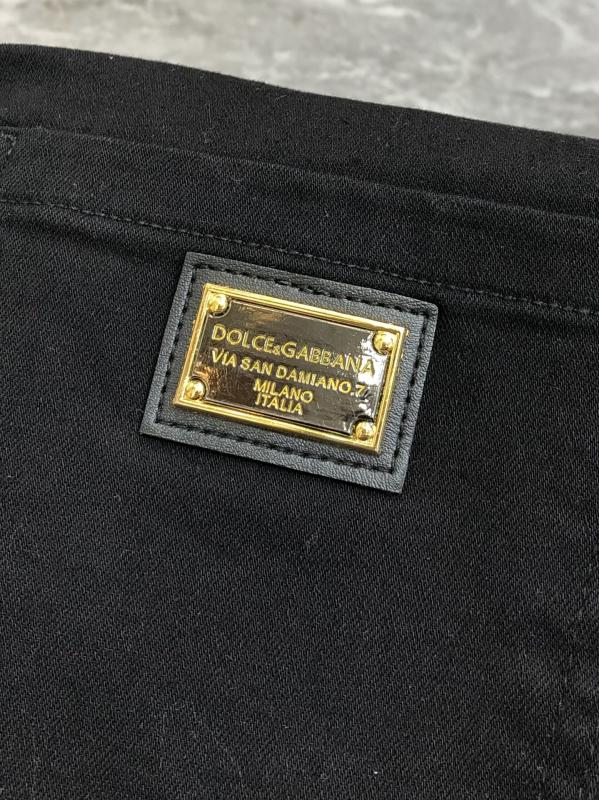 DOLCE&GABBANA
VIA SAN DAMIANO.7/
MILANO
ITALIA